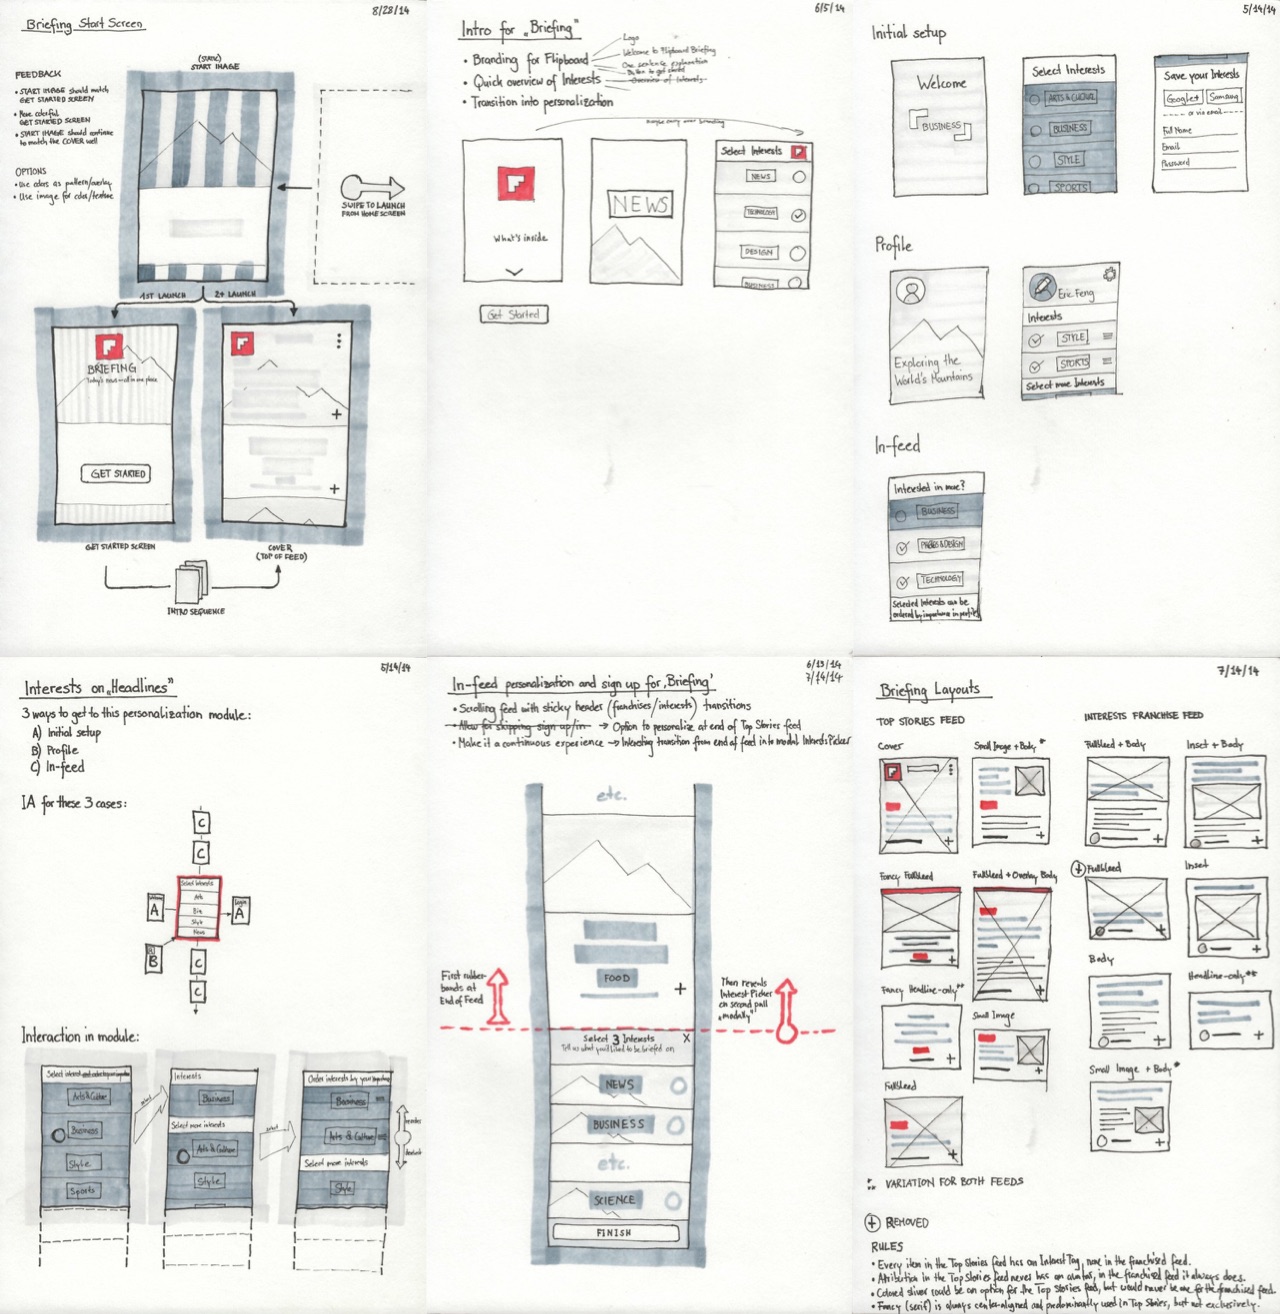 8/28/14
Briefing Start Screen
(STATIC)
START IMAGE
FEEDBACK
• START IMAGE should match
GET STARTED SCREEN
• More colorful
GET STARTED SCREEN
• START IMAGE should continue
to match the COVER well
OPTIONS
• Use colors as pattern/overlay
• Use image for color/texture
SWIPE TO LAUNCH
FROM HOME SCREEN
1ST LAUNCH
2+ LAUNCH
BRIEFING
Today's news—all in one place
GET STARTED
+
+
GET STARTED SCREEN
COVER
(TOP OF FEED)
INTRO SEQUENCE
6/5/14
Intro for „Briefing"
• Branding for Flipboard
• Quick overview of Interests
• Transition into personalization
Logo
Welcome to Flipboard Briefing
One sentence explanation
Button to get started
Overview of Interests
maybe carry over branding
What's inside
NEWS
Select Interests
NEWS
TECHNOLOGY
DESIGN
BUSINESS
Get Started
5/14/14
Initial setup
Welcome
BUSINESS
Select Interests
ARTS & CULTURE
BUSINESS
STYLE
SPORTS
Save your Interests
Google+
Samsung
or via email
Full Name
Email
Password
Profile
Exploring the
World's Mountains
Eric Feng
Interests
STYLE
SPORTS
Select more Interests
In-feed
Interested in more?
BUSINESS
PHOTOS & DESIGN
TECHNOLOGY
Selected Interests can be
ordered by importance in profile
5/14/14
Interests on „Headlines"
3 ways to get to this personalization module:
A) Initial setup
B) Profile
C) In-feed
IA for these 3 cases:
C
C
Select Interests
Arts
Biz
Style
News
A
A
B
C
C
Interaction in module:
Select interests
Arts & Culture
Business
Style
Sports
select
Interests
Business
Select more interests
Arts & Culture
Style
select
Order interests by your importance
Business
Arts & Culture
Select more interests
Style
reorder
deselect
6/13/14
7/14/14
In-feed personalization and sign up for „Briefing"
• Scrolling feed with sticky header (franchises/interests) transitions
• Allow for skipping sign up/in → Option to personalize at end of Top Stories feed
• Make it a continuous experience → Interesting transition from end of feed into modal Interests Picker
etc.
FOOD
+
First rubber-
bands at
End of Feed
Then reveals
Interest-Picker
on second pull
„modally"
Select 3 Interests
X
Tell us what you'd liked to be briefed on
NEWS
BUSINESS
etc.
SCIENCE
FINISH
7/14/14
Briefing Layouts
TOP STORIES FEED
INTERESTS FRANCHISE FEED
Cover
Small Image + Body *
Fullbleed + Body
Inset + Body
Fancy Fullbleed
Fullbleed + Overlay Body
Fullbleed
Inset
Fancy Headline-only**
Small Image
Body
Headline-only**
Fullbleed
Small Image + Body*
*
** VARIATION FOR BOTH FEEDS
REMOVED
RULES
• Every item in the Top Stories feed has an Interest Tag, none in the franchised feed.
• Attribution in the Top Stories feed never has an avatar, in the franchised feed it always does.
• Colored sliver could be an option for the Top Stories feed, but would never be one for the franchised feed.
• Fancy (serif) is always center-aligned and predominantly used in Top Stories, but not exclusively.